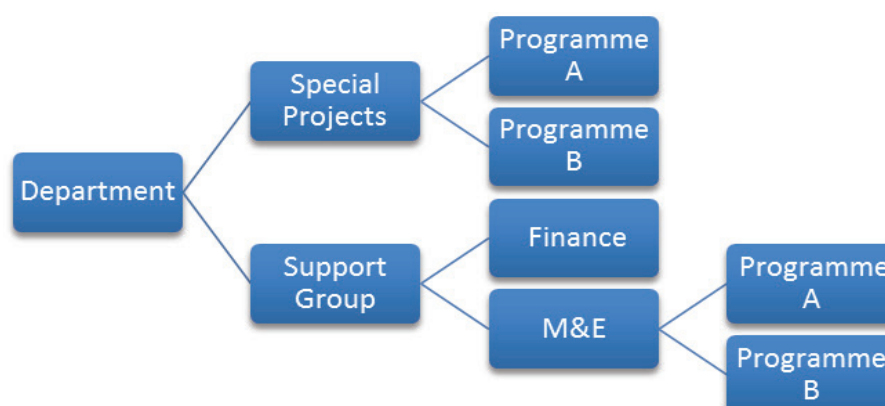 Programme
A
Special
Projects
Programme
B
Department
Finance
Support
Group
M&E
Programme
A
Programme
B